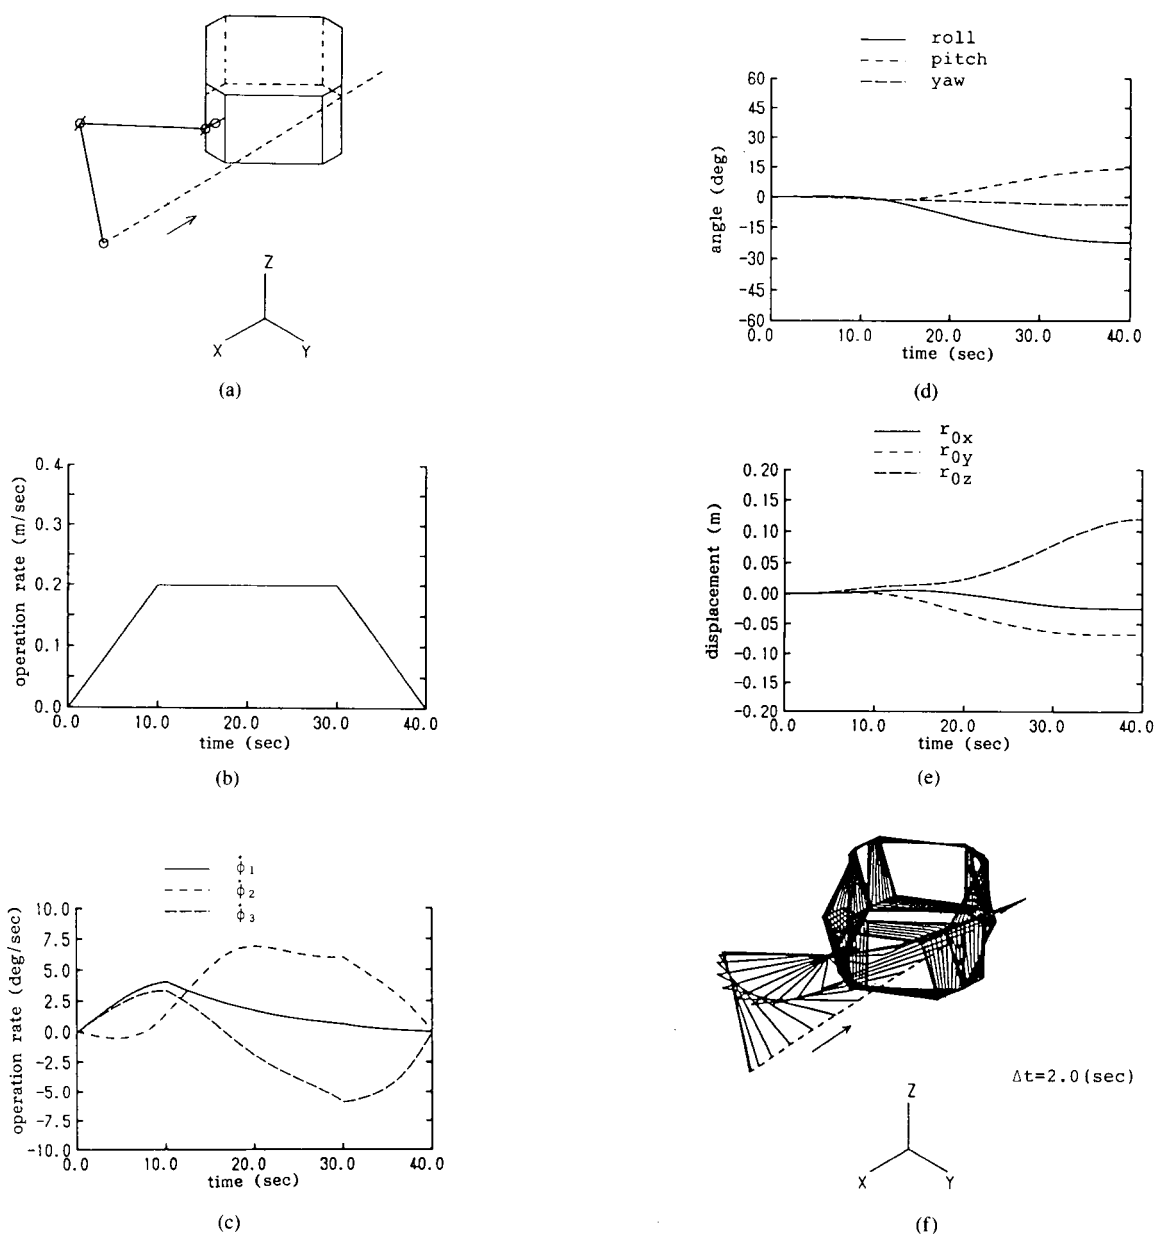 Z
X
Y
(a)
0.4
0.3
0.2
0.1
0.0
operation rate (m/sec)
0.0
10.0
20.0
30.0
40.0
time (sec)
(b)
φ̇1
φ̇2
φ̇3
10.0
7.5
5.0
2.5
0.0
-2.5
-5.0
-7.5
-10.0
operation rate (deg/sec)
0.0
10.0
20.0
30.0
40.0
time (sec)
(c)
roll
pitch
yaw
60
45
30
15
0
-15
-30
-45
-60
angle (deg)
0.0
10.0
20.0
30.0
40.0
time (sec)
(d)
r0x
r0y
r0z
0.20
0.15
0.10
0.05
0.00
-0.05
-0.10
-0.15
-0.20
displacement (m)
0.0
10.0
20.0
30.0
40.0
time (sec)
(e)
Δt=2.0(sec)
Z
X
Y
(f)